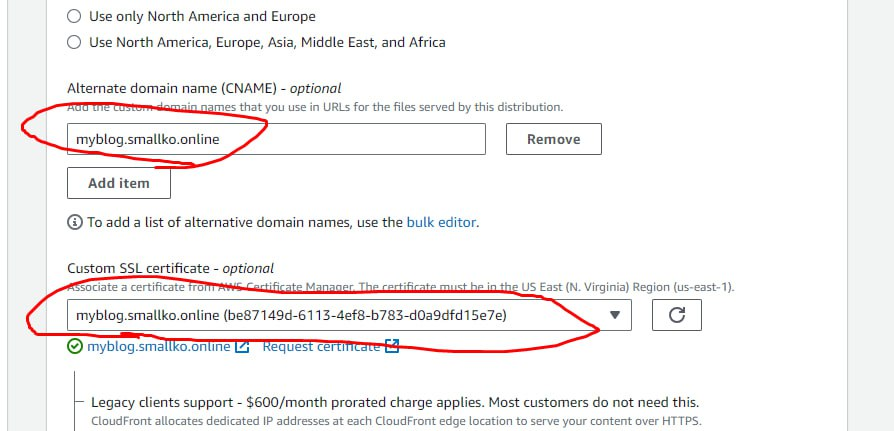 Use only North America and Europe
Use North America, Europe, Asia, Middle East, and Africa
Alternate domain name (CNAME) - optional
Add the custom domain names that you use in URLs for the files served by this distribution.
myblog.smallko.online
Remove
Add item
To add a list of alternative domain names, use the bulk editor.
Custom SSL certificate - optional
Associate a certificate from AWS Certificate Manager. The certificate must be in the US East (N. Virginia) Region (us-east-1).
myblog.smallko.online (be87149d-6113-4ef8-b783-d0a9dfd15e7e)
myblog.smallko.online Request certificate
Legacy clients support - $600/month prorated charge applies. Most customers do not need this.
CloudFront allocates dedicated IP addresses at each CloudFront edge location to serve your content over HTTPS.